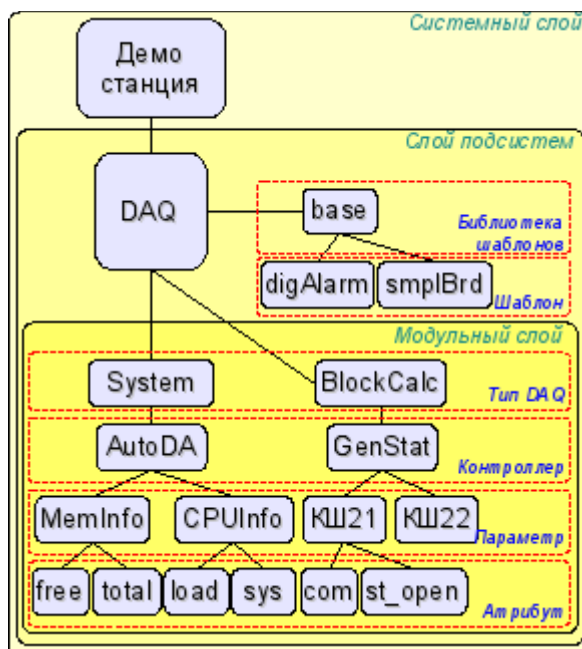 Системный слой
Демо
станция
Слой подсистем
DAQ
base
Библиотека
шаблонов
digAlarm
smplBrd
Шаблон
Модульный слой
System
BlockCalc
Тип DAQ
AutoDA
GenStat
Контроллер
MemInfo
CPUInfo
КШ21
КШ22
Параметр
free
total
load
sys
com
st_open
Атрибут